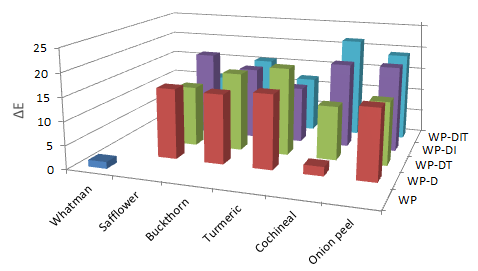 25
20
15
10
5
0
ΔE
Whatman
Safflower
Buckthorn
Turmeric
Cochineal
Onion peel
WP-DIT
WP-DI
WP-DT
WP-D
WP